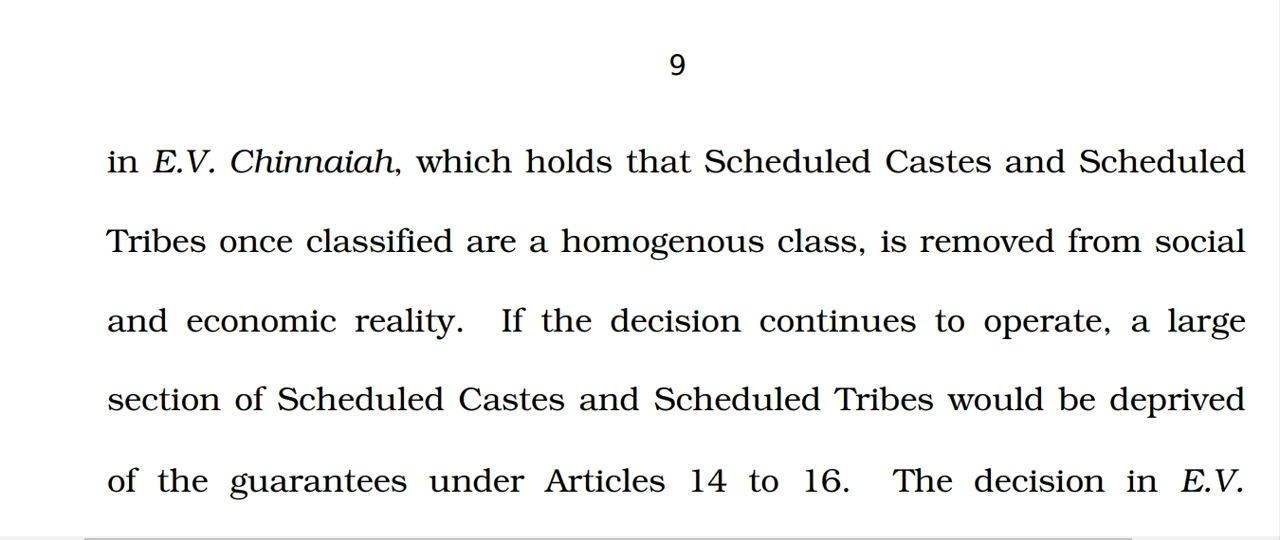 9
in E.V. Chinnaiah, which holds that Scheduled Castes and Scheduled
Tribes once classified are a homogenous class, is removed from social
and economic reality. If the decision continues to operate, a large
section of Scheduled Castes and Scheduled Tribes would be deprived
of the guarantees under Articles 14 to 16. The decision in E.V.